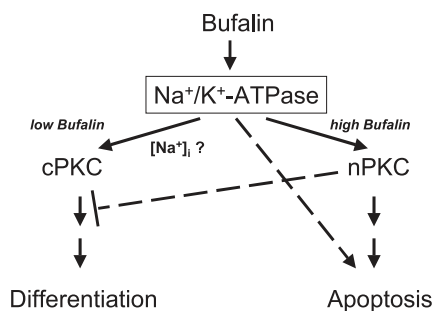 Bufalin
Na⁺/K⁺-ATPase
low Bufalin
high Bufalin
[Na⁺]ᵢ ?
cPKC
nPKC
Differentiation
Apoptosis